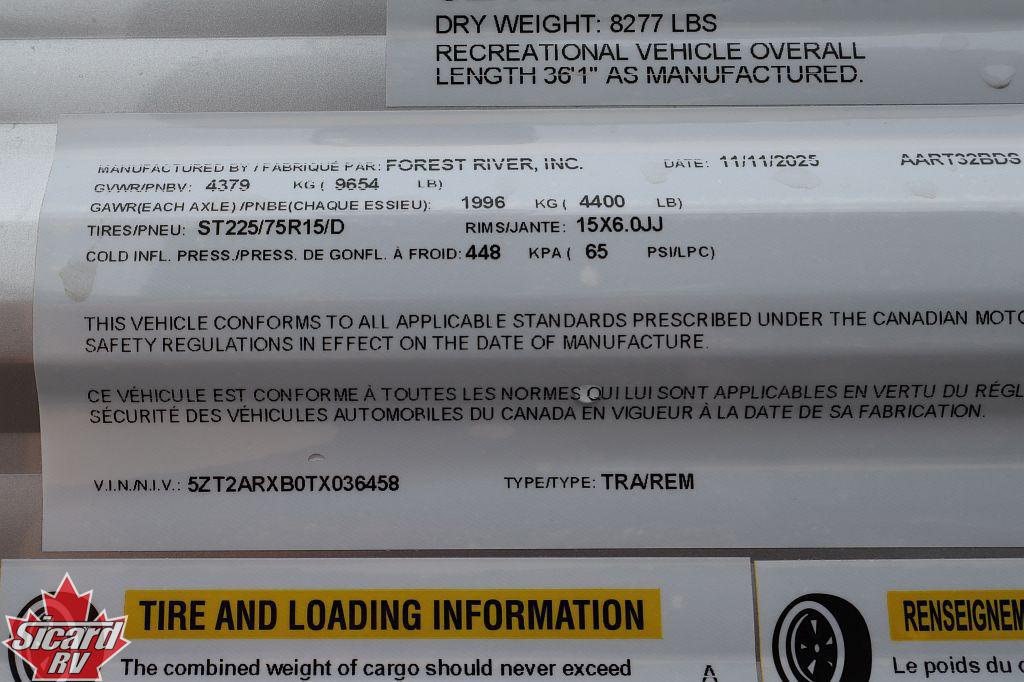 DRY WEIGHT: 8277 LBS
RECREATIONAL VEHICLE OVERALL
LENGTH 36'1" AS MANUFACTURED.
MANUFACTURED BY / FABRIQUÉ PAR: FOREST RIVER, INC. DATE: 11/11/2025 AART32BDS
GVWR/PNBV: 4379 KG ( 9654 LB)
GAWR(EACH AXLE) /PNBE(CHAQUE ESSIEU): 1996 KG ( 4400 LB)
TIRES/PNEU: ST225/75R15/D RIMS/JANTE: 15X6.0JJ
COLD INFL. PRESS./PRESS. DE GONFL. À FROID: 448 KPA ( 65 PSI/LPC)
THIS VEHICLE CONFORMS TO ALL APPLICABLE STANDARDS PRESCRIBED UNDER THE CANADIAN MOTO
SAFETY REGULATIONS IN EFFECT ON THE DATE OF MANUFACTURE.
CE VÉHICULE EST CONFORME À TOUTES LES NORMES QUI LUI SONT APPLICABLES EN VERTU DU RÉGL
SÉCURITÉ DES VÉHICULES AUTOMOBILES DU CANADA EN VIGUEUR À LA DATE DE SA FABRICATION.
V.I.N./N.I.V.: 5ZT2ARXB0TX036458 TYPE/TYPE: TRA/REM
TIRE AND LOADING INFORMATION
The combined weight of cargo should never exceed
RENSEIGNEM
Le poids du c
Sicard
RV